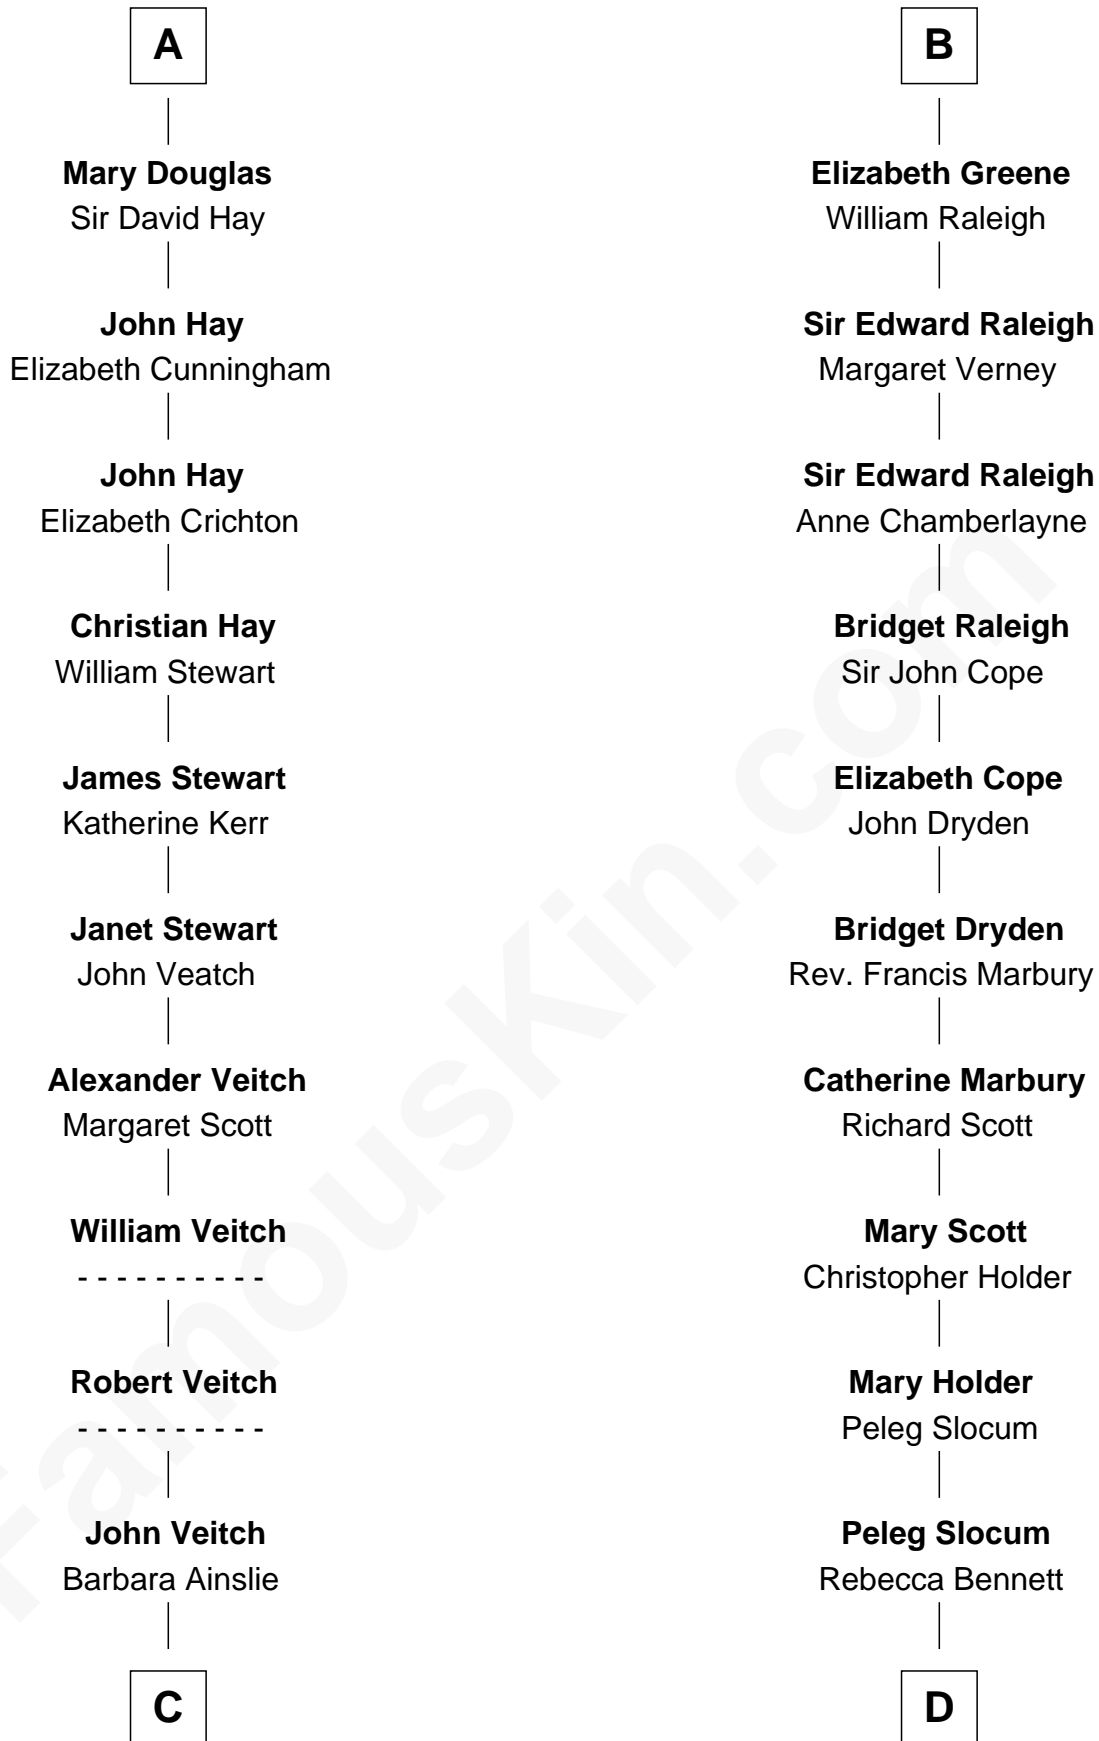 A
Mary Douglas
Sir David Hay
John Hay
Elizabeth Cunningham
John Hay
Elizabeth Crichton
Christian Hay
William Stewart
James Stewart
Katherine Kerr
Janet Stewart
John Veatch
Alexander Veitch
Margaret Scott
William Veitch
- - - - - - - - - -
Robert Veitch
- - - - - - - - - -
John Veitch
Barbara Ainslie
C
B
Elizabeth Greene
William Raleigh
Sir Edward Raleigh
Margaret Verney
Sir Edward Raleigh
Anne Chamberlayne
Bridget Raleigh
Sir John Cope
Elizabeth Cope
John Dryden
Bridget Dryden
Rev. Francis Marbury
Catherine Marbury
Richard Scott
Mary Scott
Christopher Holder
Mary Holder
Peleg Slocum
Peleg Slocum
Rebecca Bennett
D
FamousKin.com